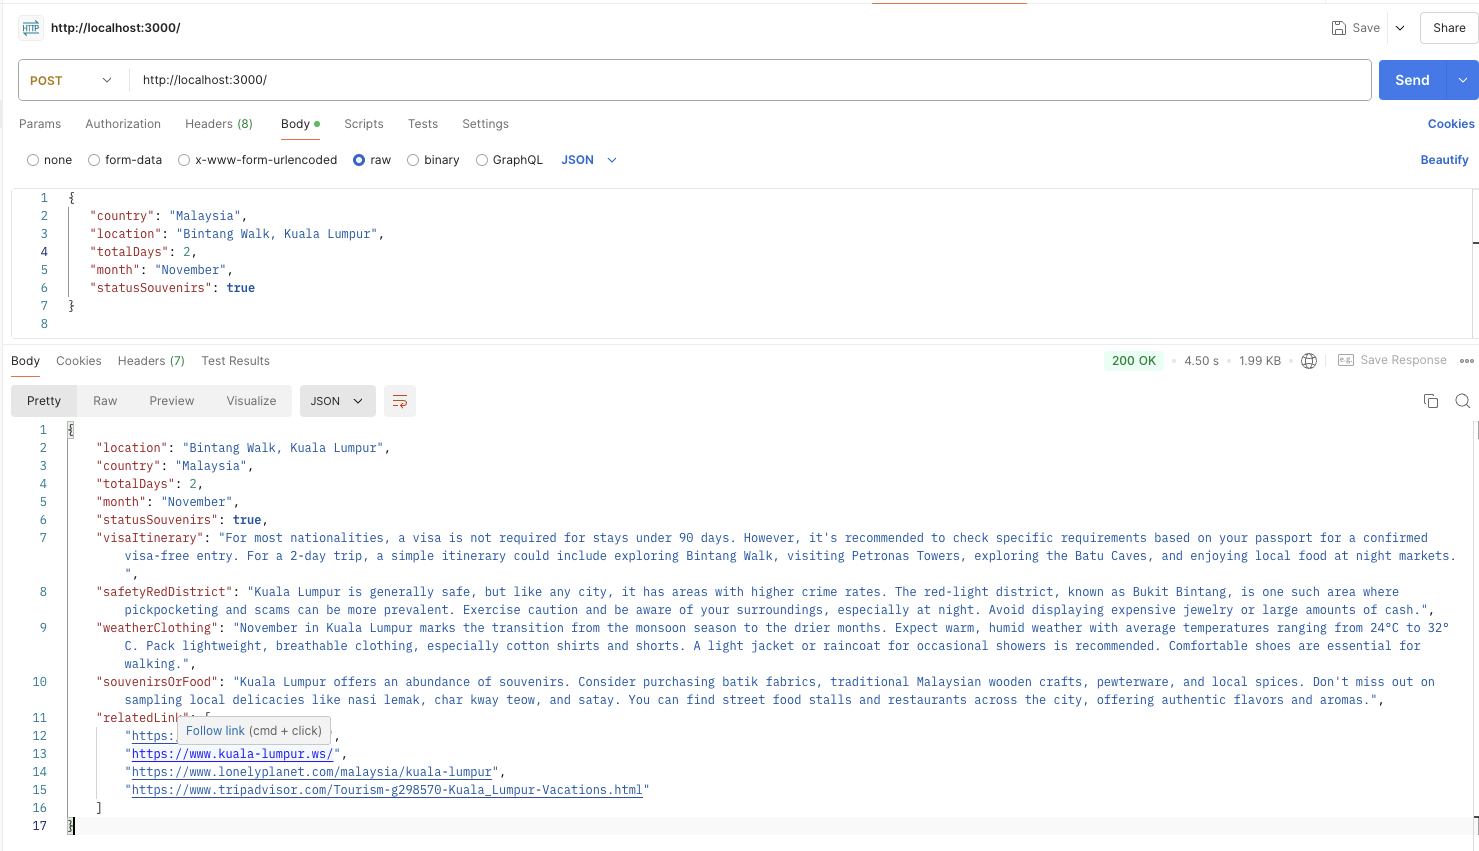 HTTP http://localhost:3000/ Save Share
POST http://localhost:3000/ Send
Params Authorization Headers (8) Body Scripts Tests Settings Cookies
none form-data x-www-form-urlencoded raw binary GraphQL JSON Beautify
1 {
2 "country": "Malaysia",
3 "location": "Bintang Walk, Kuala Lumpur",
4 "totalDays": 2,
5 "month": "November",
6 "statusSouvenirs": true
7 }
8
Body Cookies Headers (7) Test Results 200 OK 4.50 s 1.99 KB e.g. Save Response
Pretty Raw Preview Visualize JSON
1 {
2 "location": "Bintang Walk, Kuala Lumpur",
3 "country": "Malaysia",
4 "totalDays": 2,
5 "month": "November",
6 "statusSouvenirs": true,
7 "visaItinerary": "For most nationalities, a visa is not required for stays under 90 days. However, it's recommended to check specific requirements based on your passport for a confirmed
visa-free entry. For a 2-day trip, a simple itinerary could include exploring Bintang Walk, visiting Petronas Towers, exploring the Batu Caves, and enjoying local food at night markets.
",
8 "safetyRedDistrict": "Kuala Lumpur is generally safe, but like any city, it has areas with higher crime rates. The red-light district, known as Bukit Bintang, is one such area where
pickpocketing and scams can be more prevalent. Exercise caution and be aware of your surroundings, especially at night. Avoid displaying expensive jewelry or large amounts of cash.",
9 "weatherClothing": "November in Kuala Lumpur marks the transition from the monsoon season to the drier months. Expect warm, humid weather with average temperatures ranging from 24°C to 32°
C. Pack lightweight, breathable clothing, especially cotton shirts and shorts. A light jacket or raincoat for occasional showers is recommended. Comfortable shoes are essential for
walking.",
10 "souvenirsOrFood": "Kuala Lumpur offers an abundance of souvenirs. Consider purchasing batik fabrics, traditional Malaysian wooden crafts, pewterware, and local spices. Don't miss out on
sampling local delicacies like nasi lemak, char kway teow, and satay. You can find street food stalls and restaurants across the city, offering authentic flavors and aromas.",
11 "relatedLink": [
Follow link (cmd + click)
12 "https: ",
13 "https://www.kuala-lumpur.ws/",
14 "https://www.lonelyplanet.com/malaysia/kuala-lumpur",
15 "https://www.tripadvisor.com/Tourism-g298570-Kuala_Lumpur-Vacations.html"
16 ]
17 }